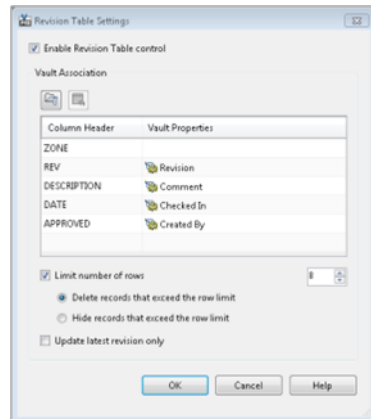 Revision Table Settings
Enable Revision Table control
Vault Association
Column Header Vault Properties
ZONE
REV Revision
DESCRIPTION Comment
DATE Checked In
APPROVED Created By
Limit number of rows 8
Delete records that exceed the row limit
Hide records that exceed the row limit
Update latest revision only
OK Cancel Help